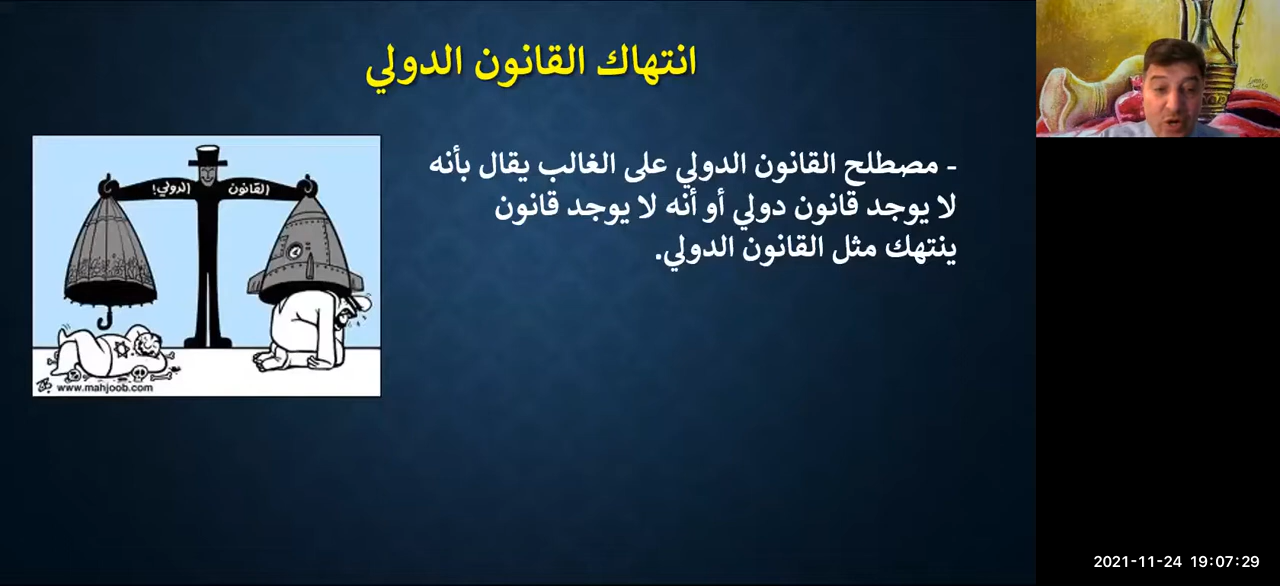 انتهاك القانون الدولي
- مصطلح القانون الدولي على الغالب يقال بأنه
لا يوجد قانون دولي أو أنه لا يوجد قانون
ينتهك مثل القانون الدولي.
القانون الدولي!
www.mahjoob.com
2021-11-24 19:07:29